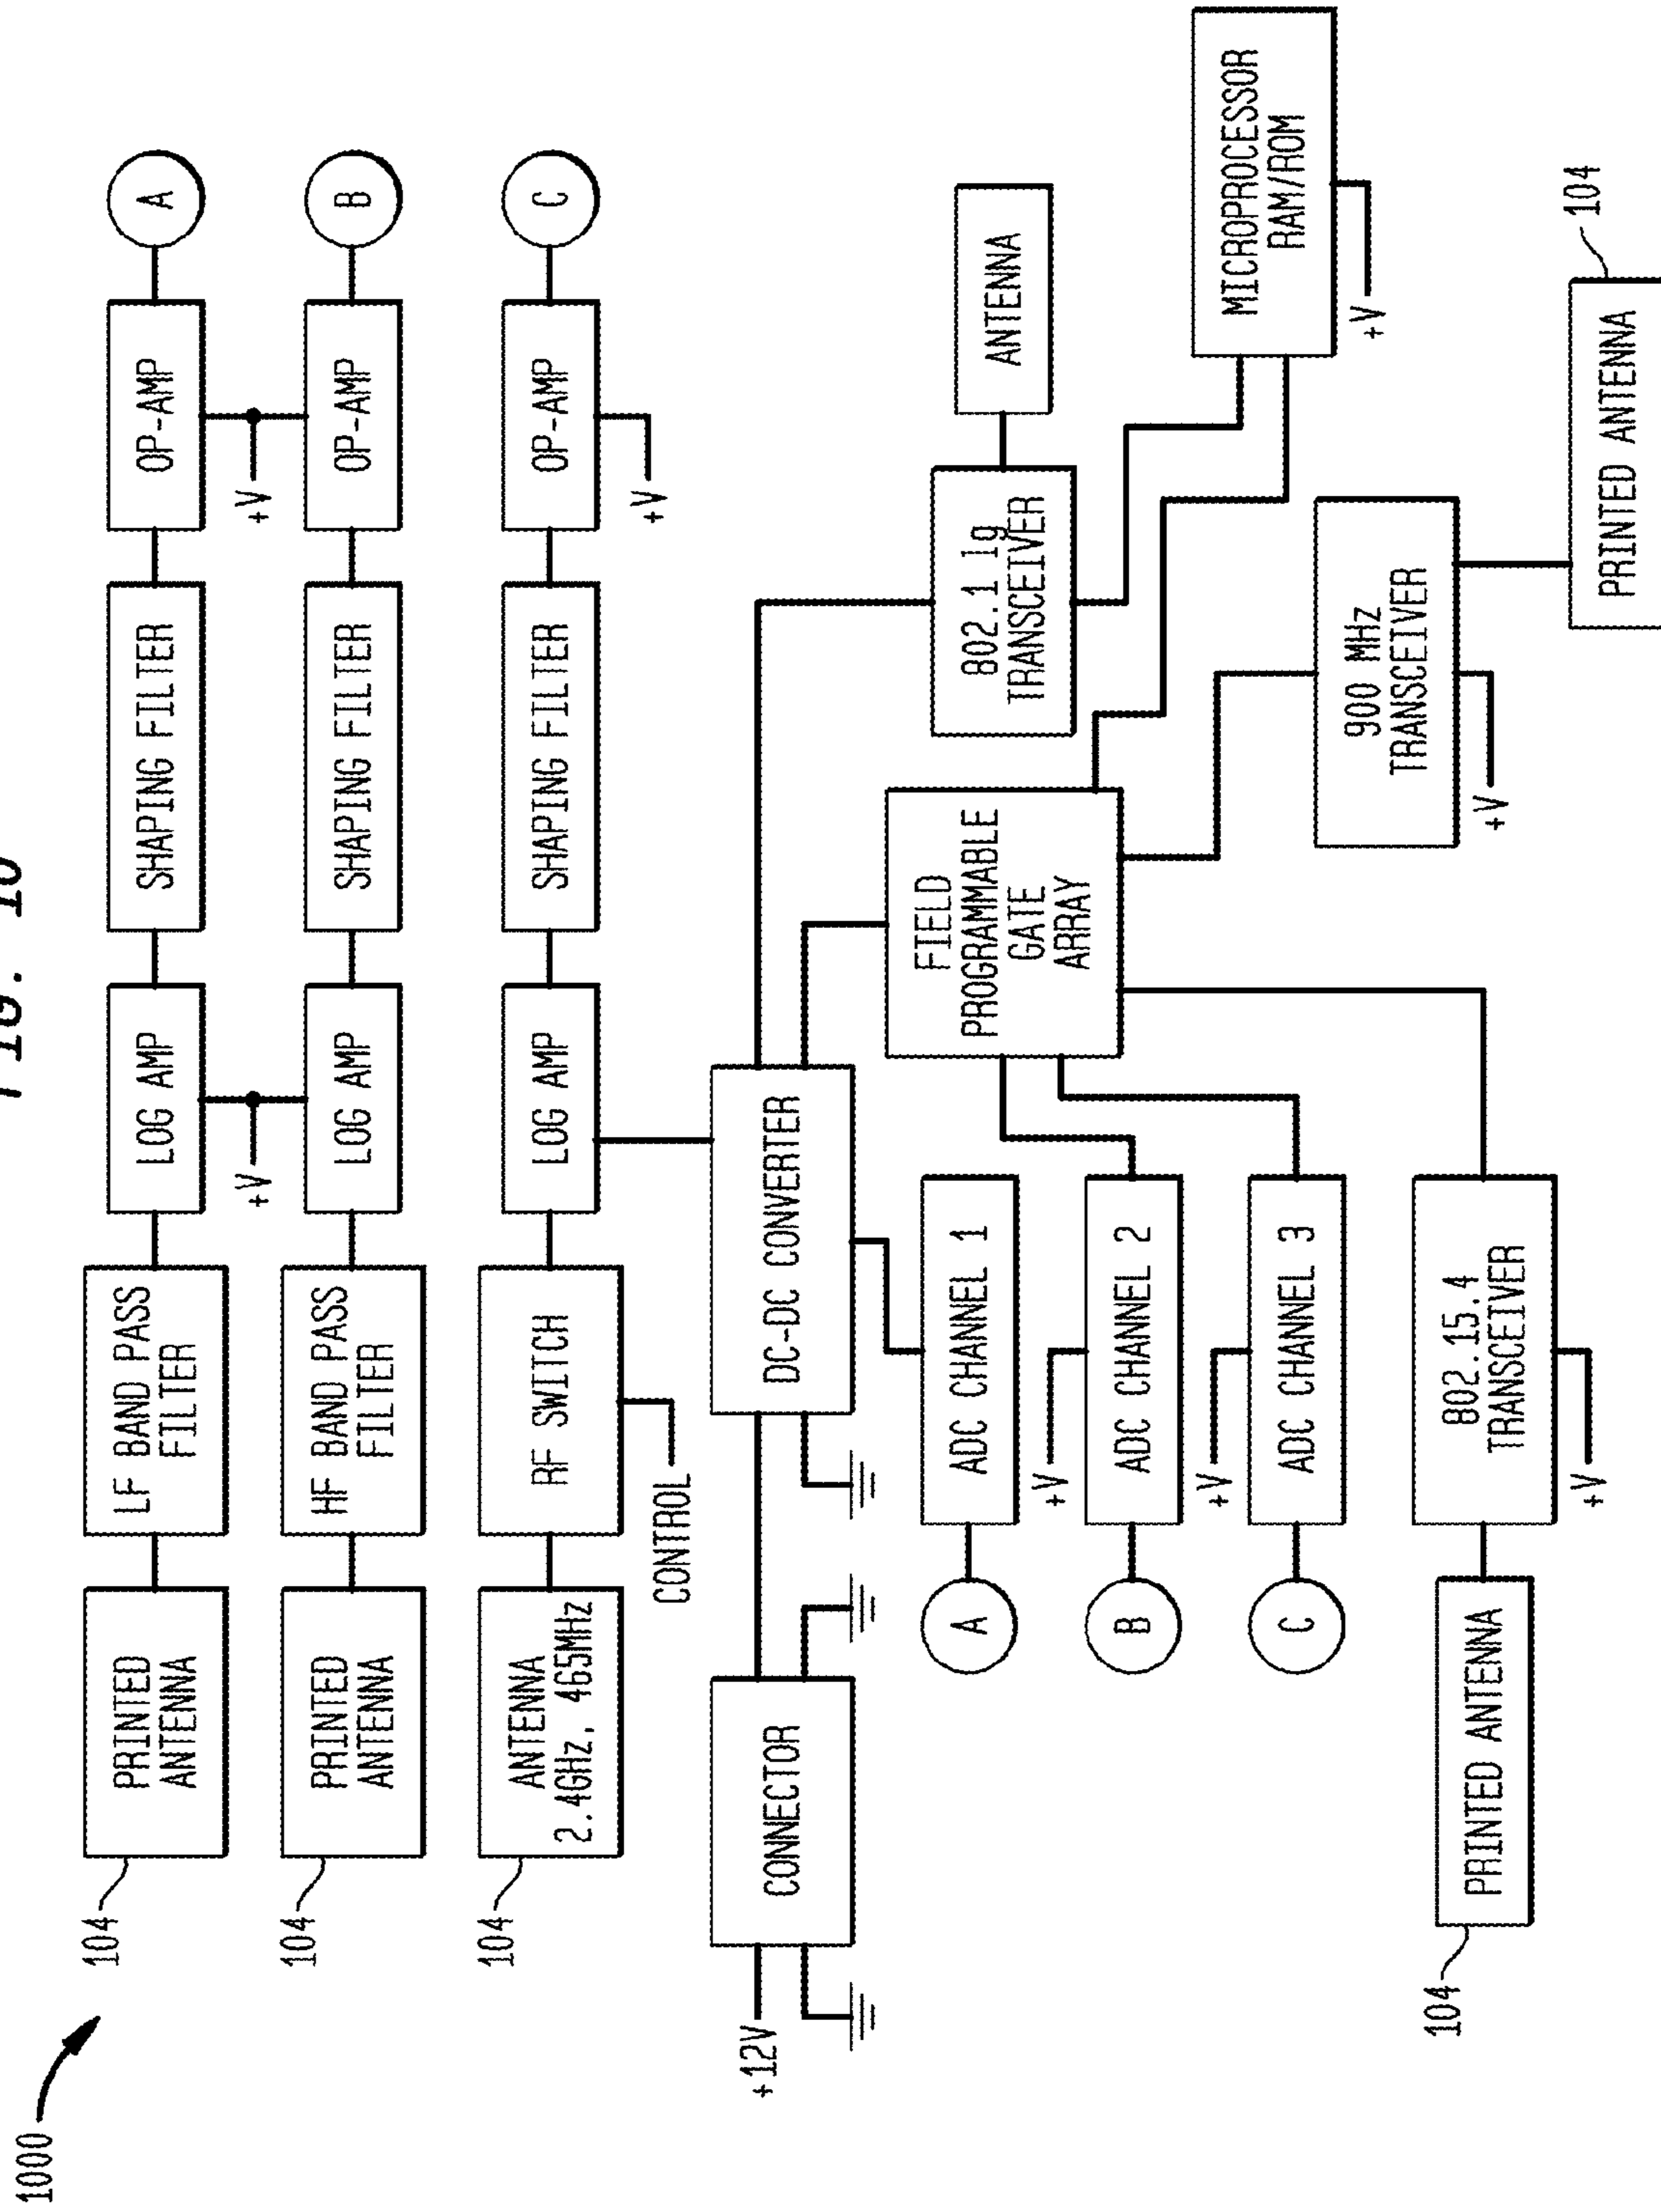 FIG. 10
1000
104
PRINTED
ANTENNA
LF BAND PASS
FILTER
LOG AMP
SHAPING FILTER
OP-AMP
A
+V
+V
104
PRINTED
ANTENNA
HF BAND PASS
FILTER
LOG AMP
SHAPING FILTER
OP-AMP
B
104
ANTENNA
2.4GHz, 465MHz
RF SWITCH
LOG AMP
SHAPING FILTER
OP-AMP
C
CONTROL
+V
+12V
CONNECTOR
DC-DC CONVERTER
802.1 1g
TRANSCEIVER
ANTENNA
A
ADC CHANNEL 1
FIELD
PROGRAMMABLE
GATE
ARRAY
+V
B
ADC CHANNEL 2
MICROPROCESSOR
RAM/ROM
+V
+V
C
ADC CHANNEL 3
900 MHz
TRANSCEIVER
+V
104
PRINTED ANTENNA
802.15.4
TRANSCEIVER
+V
104
PRINTED ANTENNA